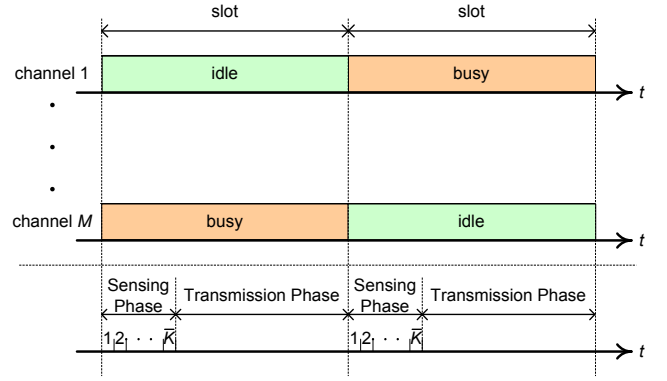 slot slot
channel 1 idle busy t
channel M busy idle t
Sensing Phase Transmission Phase Sensing Phase Transmission Phase
1 2 · · · K̅ 1 2 · · · K̅ t